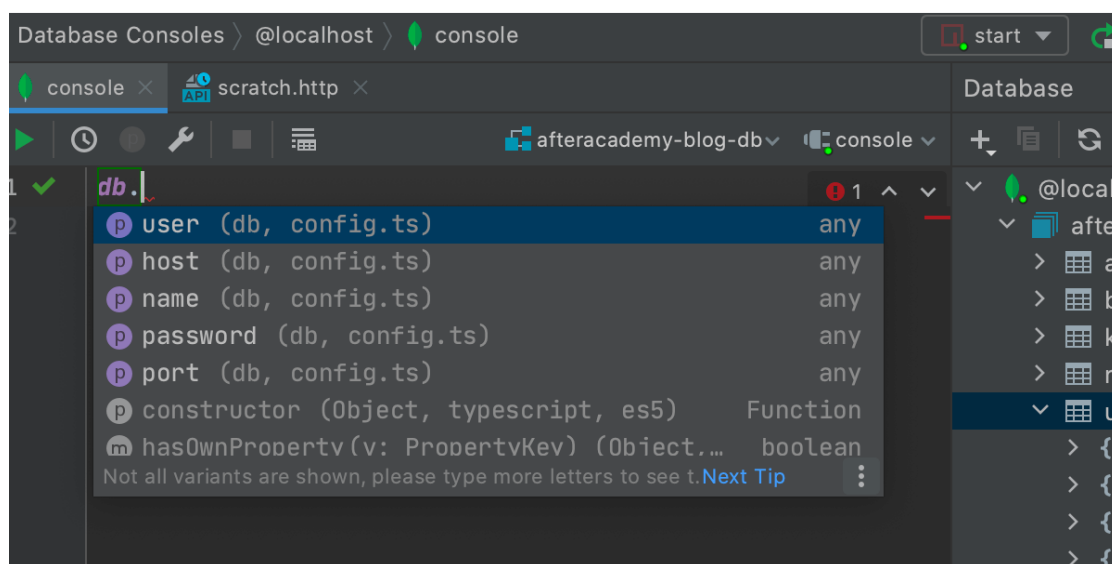 Database Consoles 〉 @localhost 〉 console
start
console
scratch.http
API
Database
afteracademy-blog-db
console
1 db.
1
@local
2
user (db, config.ts) any
afte
host (db, config.ts) any
name (db, config.ts) any
password (db, config.ts) any
port (db, config.ts) any
constructor (Object, typescript, es5) Function
hasOwnProperty(v: PropertyKey) (Object,… boolean
Not all variants are shown, please type more letters to see t. Next Tip